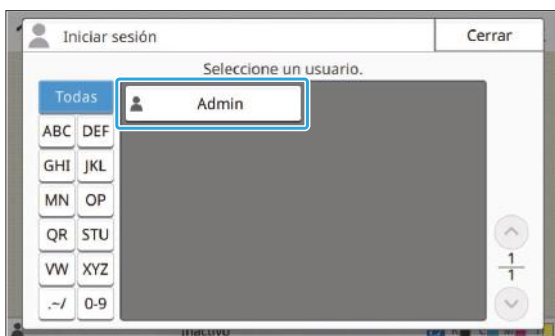 Iniciar sesión
Cerrar
Seleccione un usuario.
Todas
Admin
ABC DEF
GHI JKL
MN OP
QR STU
VW XYZ
.~/ 0-9
1
1
Inactivo